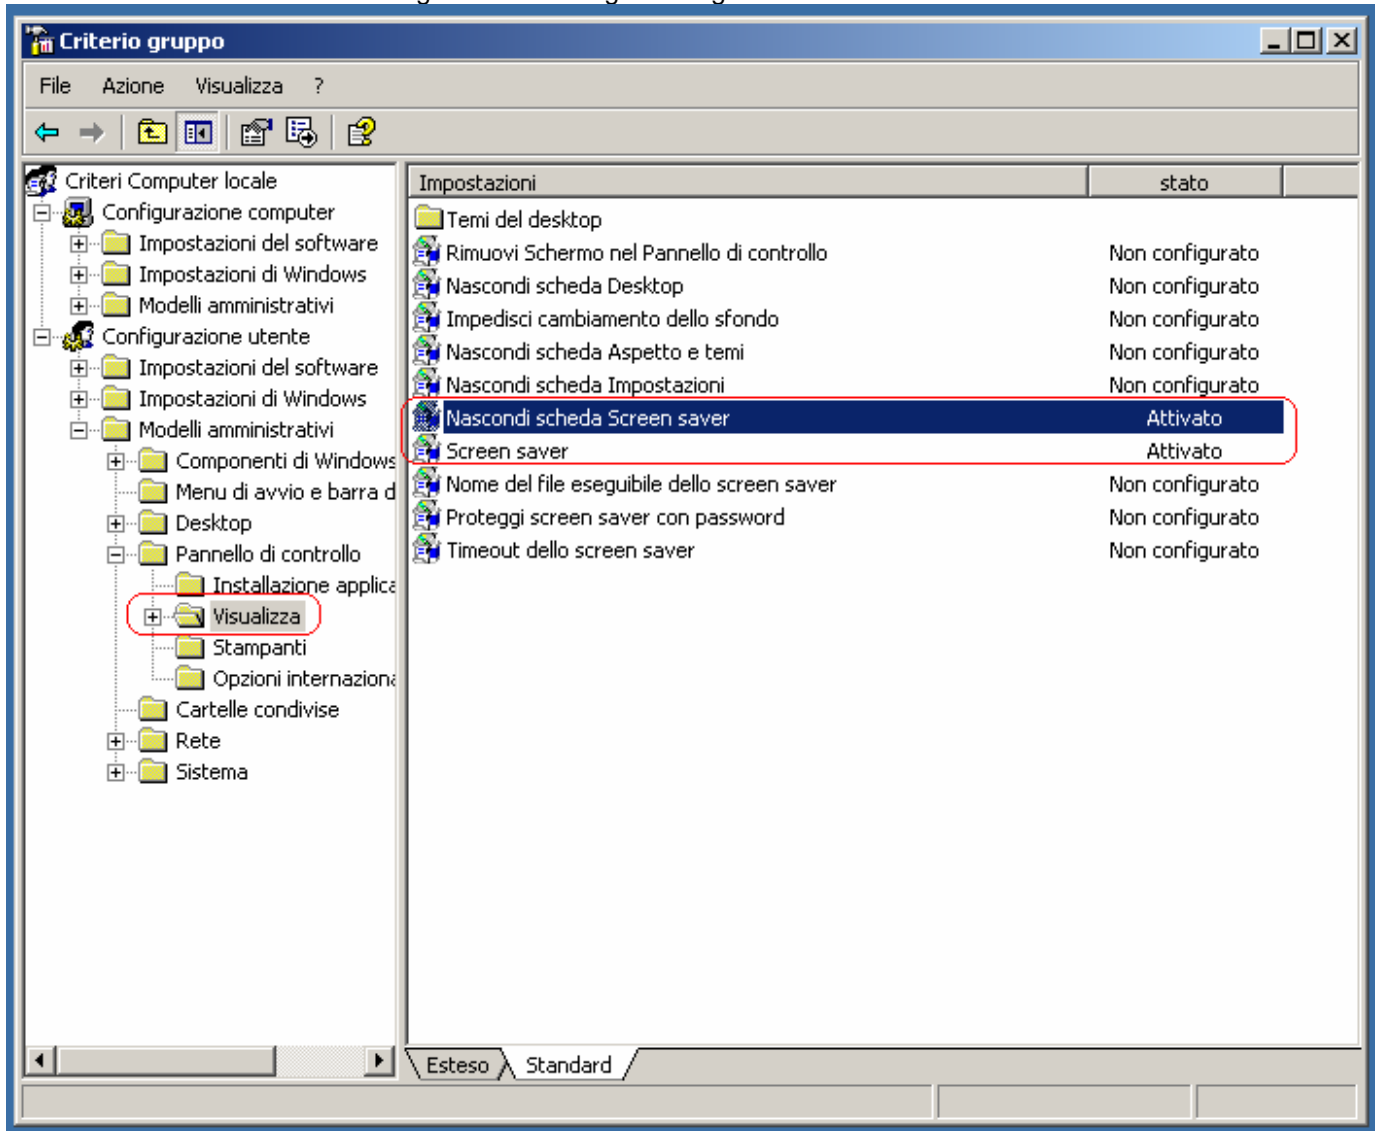 Criterio gruppo
File Azione Visualizza ?
Criteri Computer locale
Configurazione computer
Impostazioni del software
Impostazioni di Windows
Modelli amministrativi
Configurazione utente
Impostazioni del software
Impostazioni di Windows
Modelli amministrativi
Componenti di Windows
Menu di avvio e barra d
Desktop
Pannello di controllo
Installazione applica
Visualizza
Stampanti
Opzioni internaziona
Cartelle condivise
Rete
Sistema
Impostazioni stato
Temi del desktop
Rimuovi Schermo nel Pannello di controllo Non configurato
Nascondi scheda Desktop Non configurato
Impedisci cambiamento dello sfondo Non configurato
Nascondi scheda Aspetto e temi Non configurato
Nascondi scheda Impostazioni Non configurato
Nascondi scheda Screen saver Attivato
Screen saver Attivato
Nome del file eseguibile dello screen saver Non configurato
Proteggi screen saver con password Non configurato
Timeout dello screen saver Non configurato
Esteso Standard